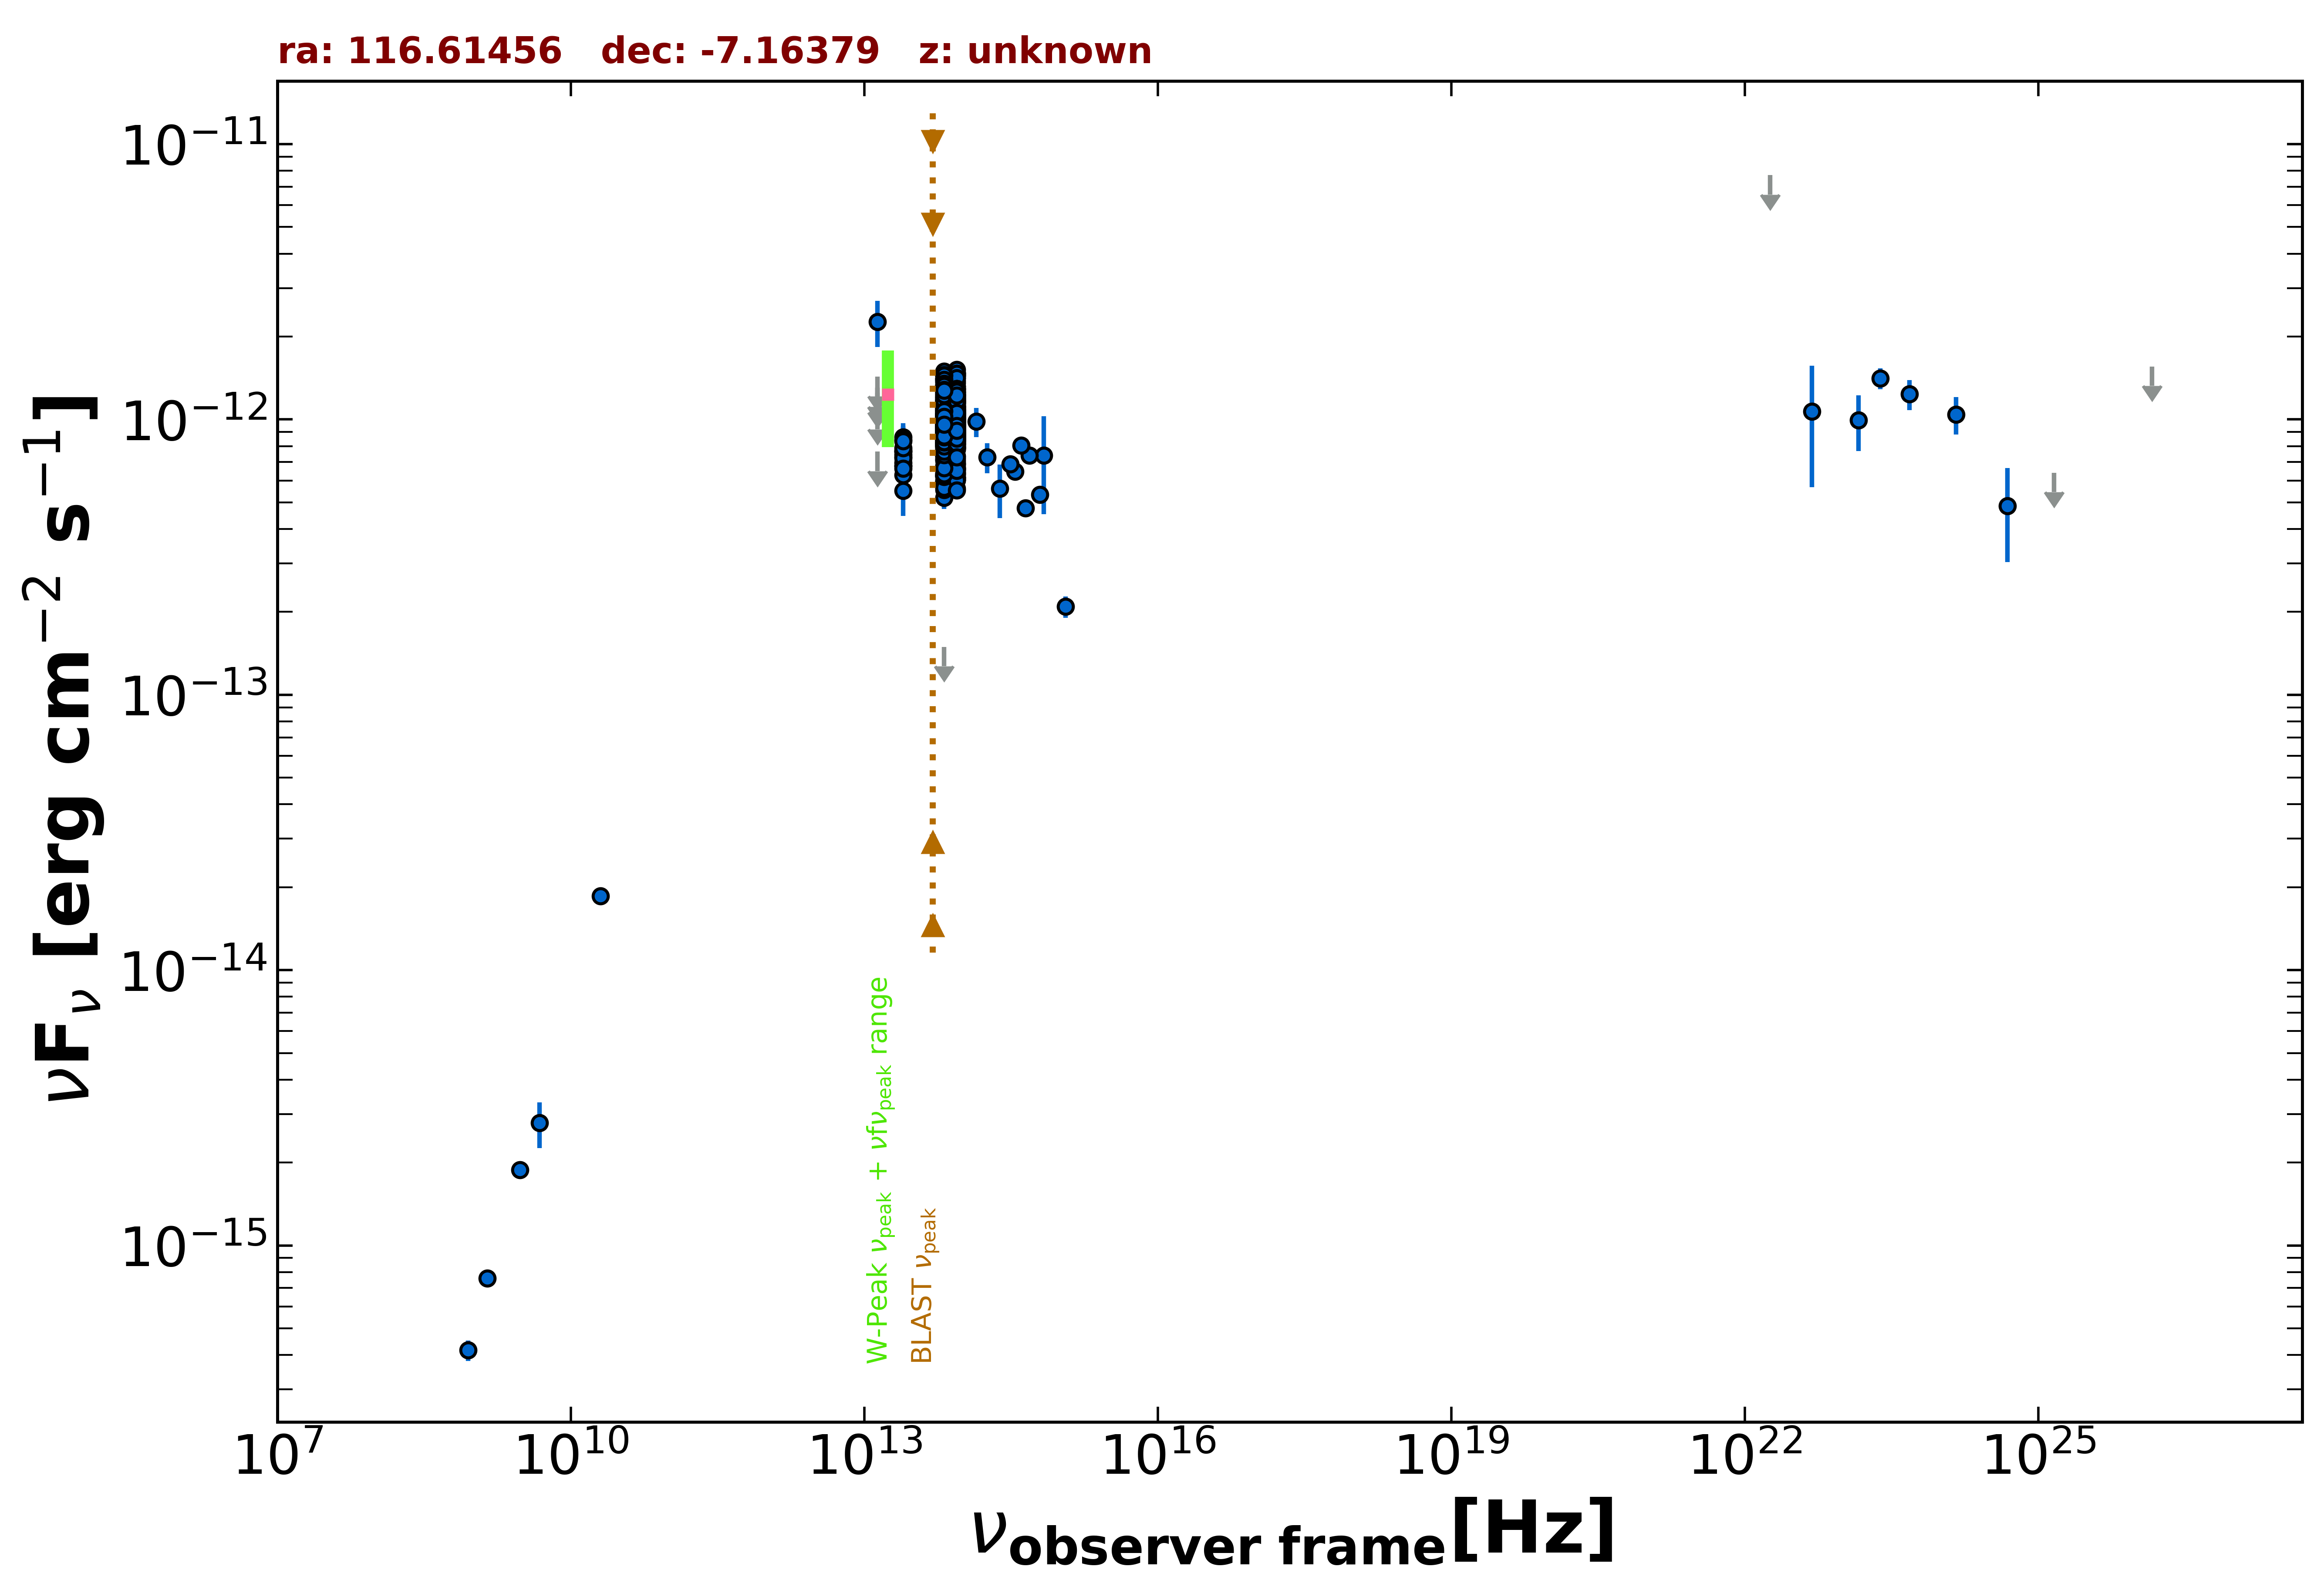 ra: 116.61456 dec: -7.16379 z: unknown
10⁻¹¹
10⁻¹²
10⁻¹³
10⁻¹⁴
10⁻¹⁵
νFν [erg cm⁻² s⁻¹]
W-Peak νpeak + νfνpeak range
BLAST νpeak
10⁷ 10¹⁰ 10¹³ 10¹⁶ 10¹⁹ 10²² 10²⁵
νobserver frame[Hz]